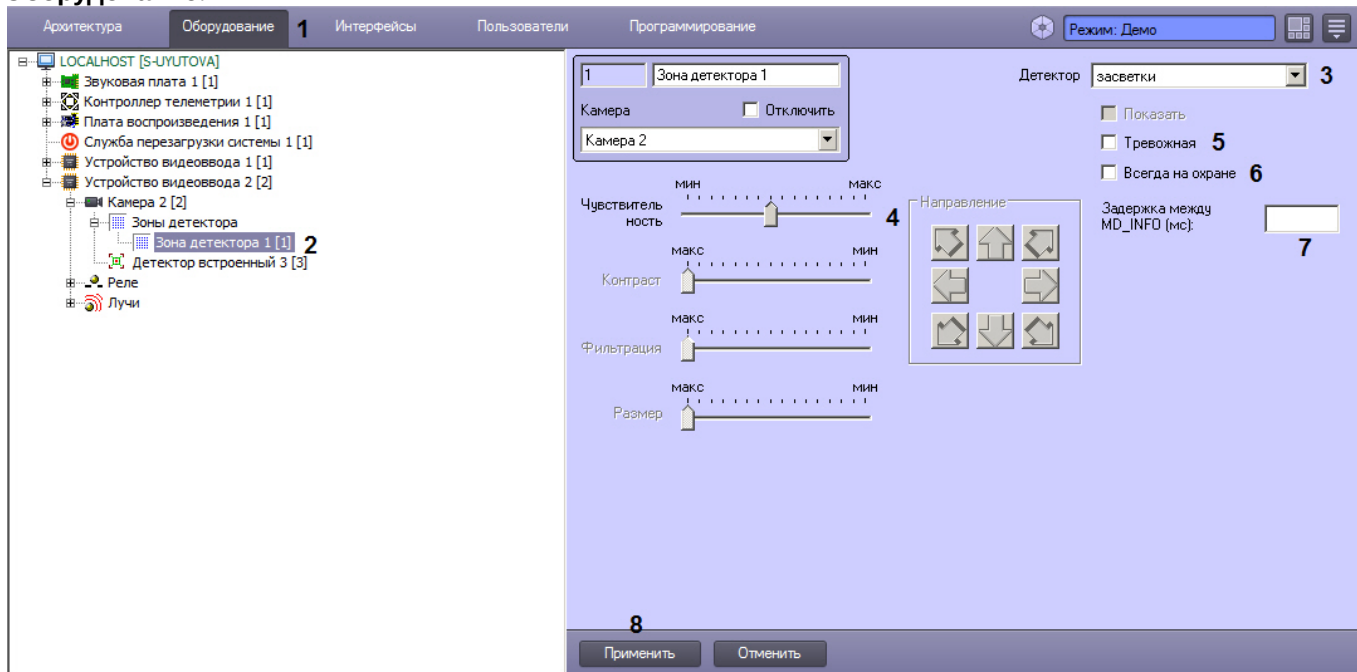 Оборудование.
Архитектура Оборудование 1 Интерфейсы Пользователи Программирование Режим: Демо
LOCALHOST [S-UYUTOVA]
Звуковая плата 1 [1]
Контроллер телеметрии 1 [1]
Плата воспроизведения 1 [1]
Служба перезагрузки системы 1 [1]
Устройство видеоввода 1 [1]
Устройство видеоввода 2 [2]
Камера 2 [2]
Зоны детектора
Зона детектора 1 [1] 2
Детектор встроенный 3 [3]
Реле
Лучи
1 Зона детектора 1
Камера Отключить
Камера 2
Детектор засветки 3
Показать
Тревожная 5
Всегда на охране 6
Задержка между
MD_INFO (мс):
7
мин макс
Чувствитель
ность
4
макс мин
Контраст
макс мин
Фильтрация
макс мин
Размер
Направление
8
Применить Отменить